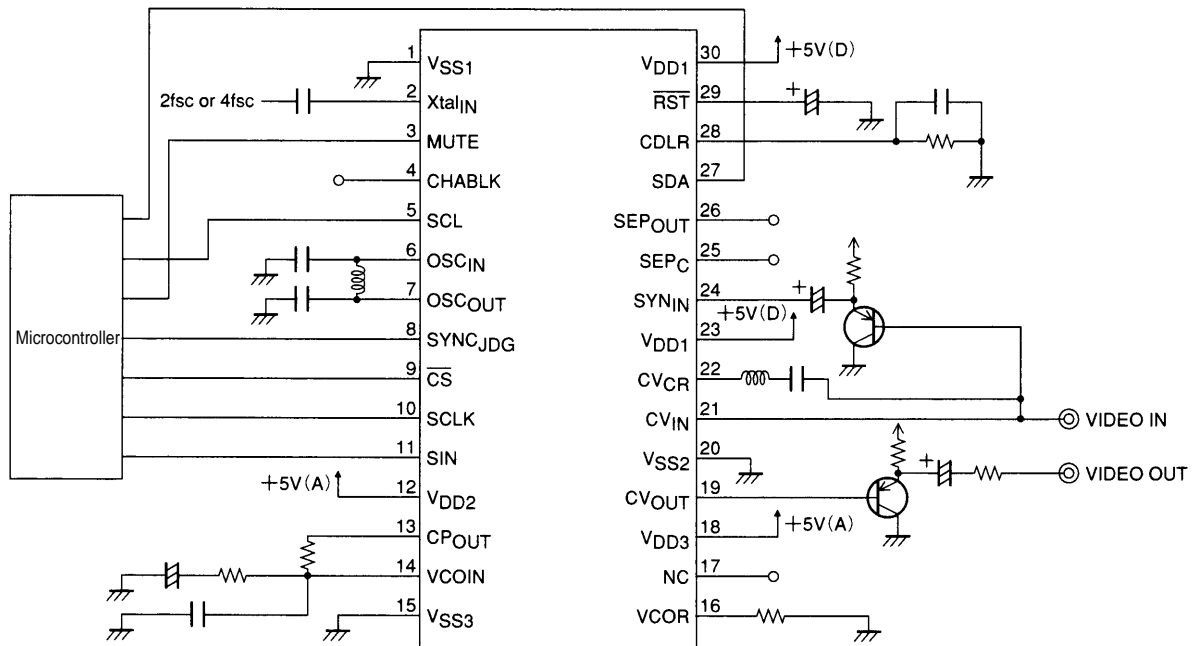 1 VSS1
2fsc or 4fsc 2 XtalIN
3 MUTE
4 CHABLK
5 SCL
6 OSCIN
7 OSCOUT
Microcontroller 8 SYNCJDG
9 C̅S̅
10 SCLK
11 SIN
+5V(A) 12 VDD2
13 CPOUT
14 VCOIN
15 VSS3
VDD1 30 +5V(D)
R̅S̅T̅ 29 +
CDLR 28
SDA 27
SEPOUT 26
SEPC 25
SYNIN 24 +
VDD1 23 +5V(D)
CVCR 22
CVIN 21 VIDEO IN
VSS2 20
CVOUT 19 + VIDEO OUT
VDD3 18 +5V(A)
NC 17
VCOR 16